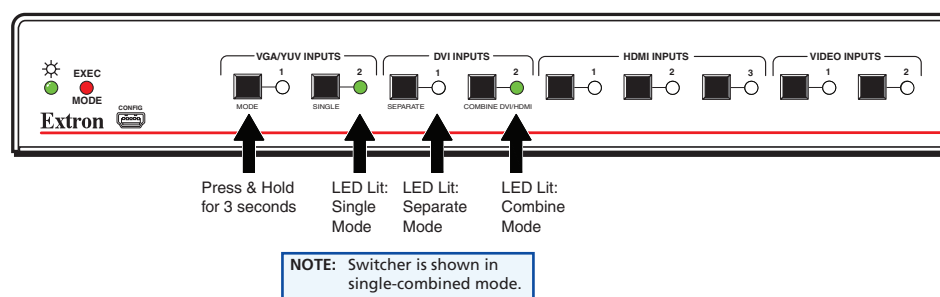 VGA/YUV INPUTS
DVI INPUTS
HDMI INPUTS
VIDEO INPUTS
EXEC
MODE
1
2
1
2
1
2
3
1
2
MODE
SINGLE
SEPARATE
COMBINE DVI/HDMI
CONFIG
Extron
Press & Hold
for 3 seconds
LED Lit:
Single
Mode
LED Lit:
Separate
Mode
LED Lit:
Combine
Mode
NOTE: Switcher is shown in
single-combined mode.